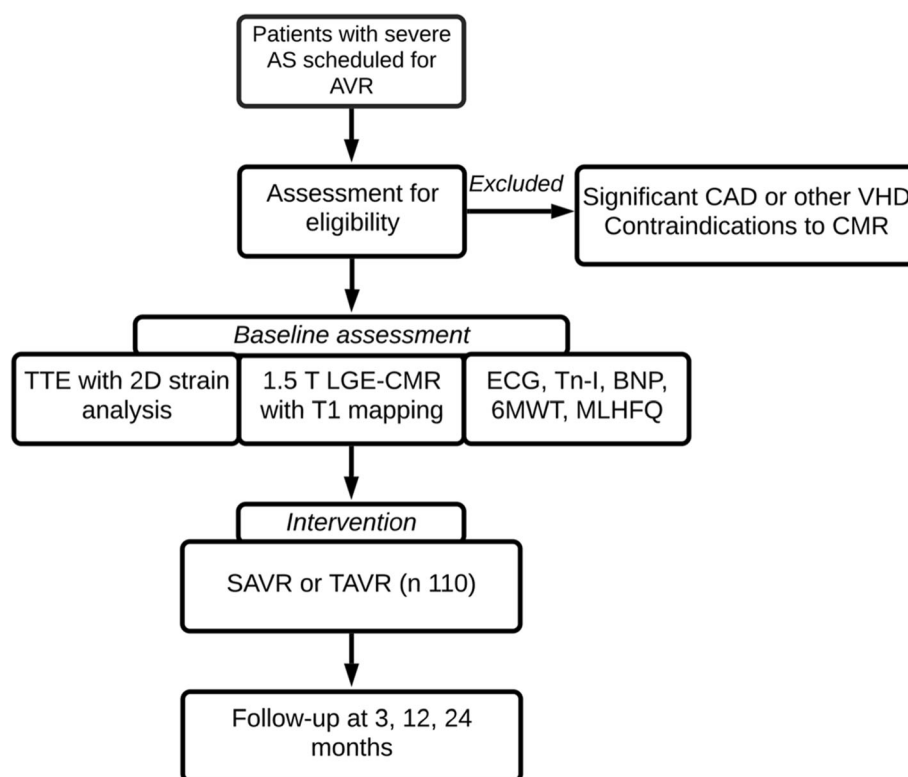 Patients with severe
AS scheduled for
AVR
Assessment for
eligibility
Excluded
Significant CAD or other VHD
Contraindications to CMR
Baseline assessment
TTE with 2D strain
analysis
1.5 T LGE-CMR
with T1 mapping
ECG, Tn-I, BNP,
6MWT, MLHFQ
Intervention
SAVR or TAVR (n 110)
Follow-up at 3, 12, 24
months